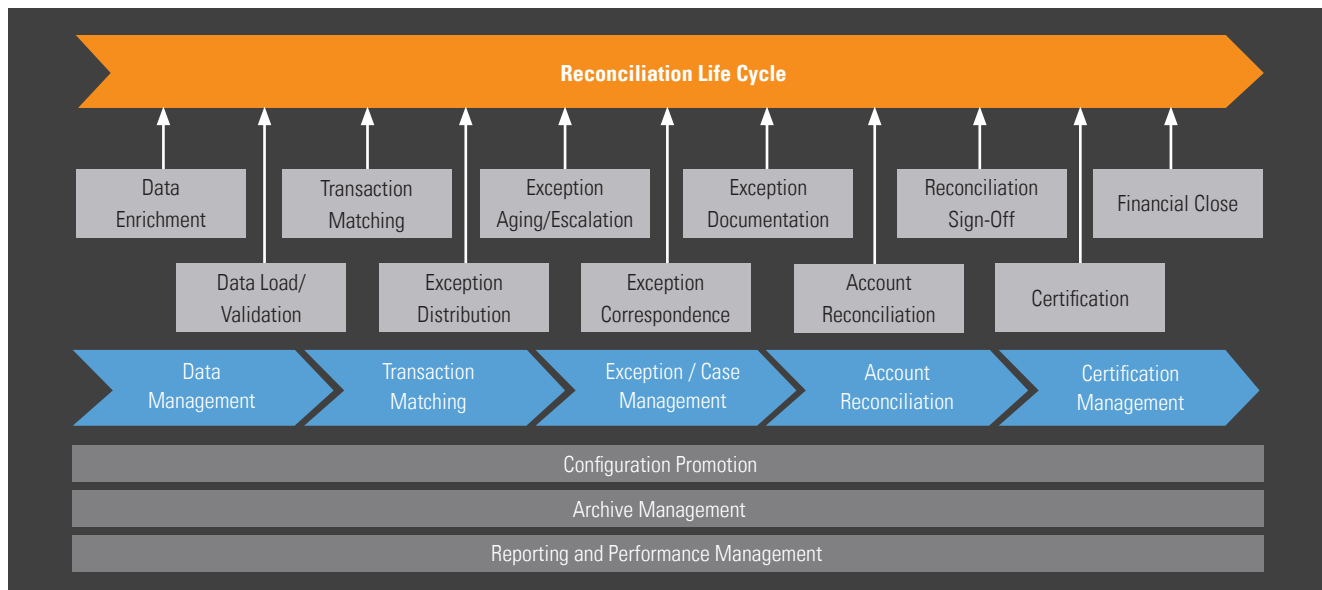 Reconciliation Life Cycle
Data
Enrichment
Transaction
Matching
Exception
Aging/Escalation
Exception
Documentation
Reconciliation
Sign-Off
Financial Close
Data Load/
Validation
Exception
Distribution
Exception
Correspondence
Account
Reconciliation
Certification
Data
Management
Transaction
Matching
Exception / Case
Management
Account
Reconciliation
Certification
Management
Configuration Promotion
Archive Management
Reporting and Performance Management